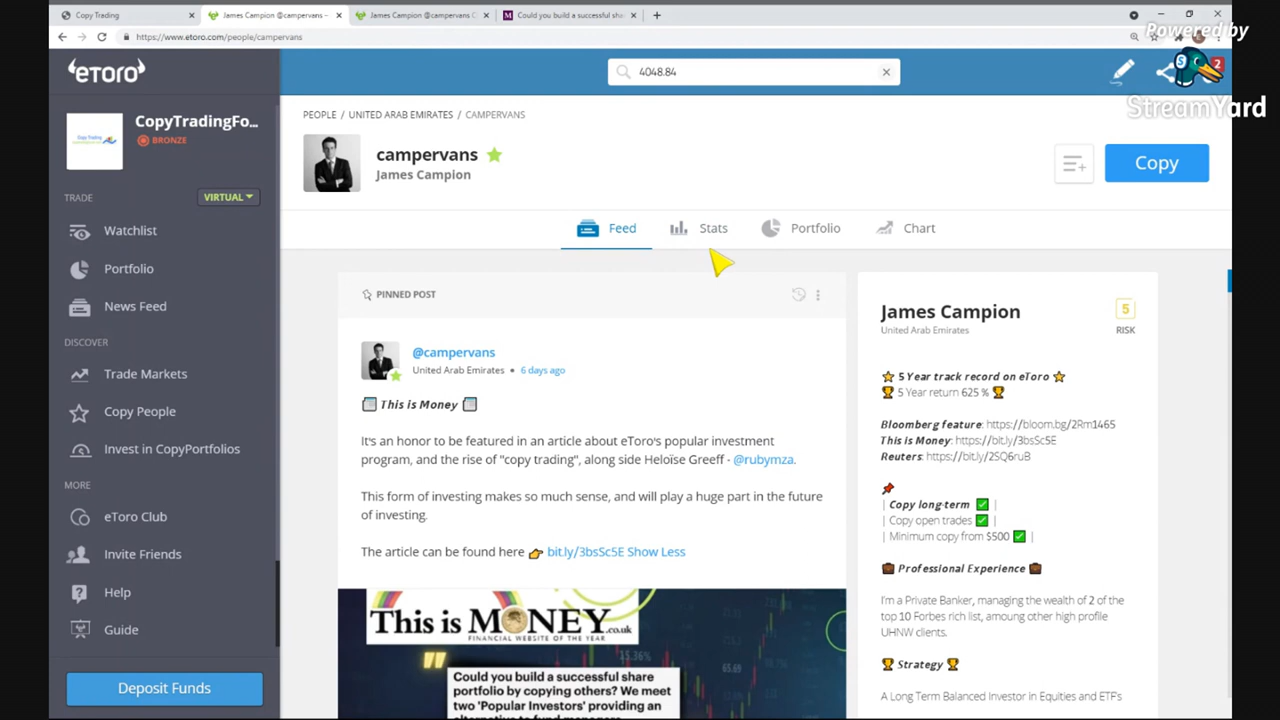 Copy Trading
James Campion @campervans –
James Campion @campervans C
Could you build a successful sha
https://www.etoro.com/people/campervans
Powered by
StreamYard
eToro
4048.84
2
CopyTradingFo...
BRONZE
TRADE
VIRTUAL
Watchlist
Portfolio
News Feed
DISCOVER
Trade Markets
Copy People
Invest in CopyPortfolios
MORE
eToro Club
Invite Friends
Help
Guide
Deposit Funds
PEOPLE / UNITED ARAB EMIRATES / CAMPERVANS
campervans
James Campion
Copy
Feed
Stats
Portfolio
Chart
PINNED POST
@campervans
United Arab Emirates • 6 days ago
This is Money
It's an honor to be featured in an article about eToro's popular investment
program, and the rise of "copy trading", along side Heloïse Greeff - @rubymza.
This form of investing makes so much sense, and will play a huge part in the future
of investing.
The article can be found here 👉 bit.ly/3bsSc5E Show Less
This is MONEY.co.uk
FINANCIAL WEBSITE OF THE YEAR
15.36%
65.69
Could you build a successful share
portfolio by copying others? We meet
two 'Popular Investors' providing an
alternative to fund managers
James Campion
United Arab Emirates
5
RISK
⭐ 5 Year track record on eToro ⭐
🏆 5 Year return 625 % 🏆
Bloomberg feature: https://bloom.bg/2Rm1465
This is Money: https://bit.ly/3bsSc5E
Reuters: https://bit.ly/2SQ6ruB
📌
| Copy long-term ✅ |
| Copy open trades ✅ |
| Minimum copy from $500 ✅ |
💼 Professional Experience 💼
I'm a Private Banker, managing the wealth of 2 of the
top 10 Forbes rich list, amoung other high profile
UHNW clients.
🏆 Strategy 🏆
A Long Term Balanced Investor in Equities and ETF's